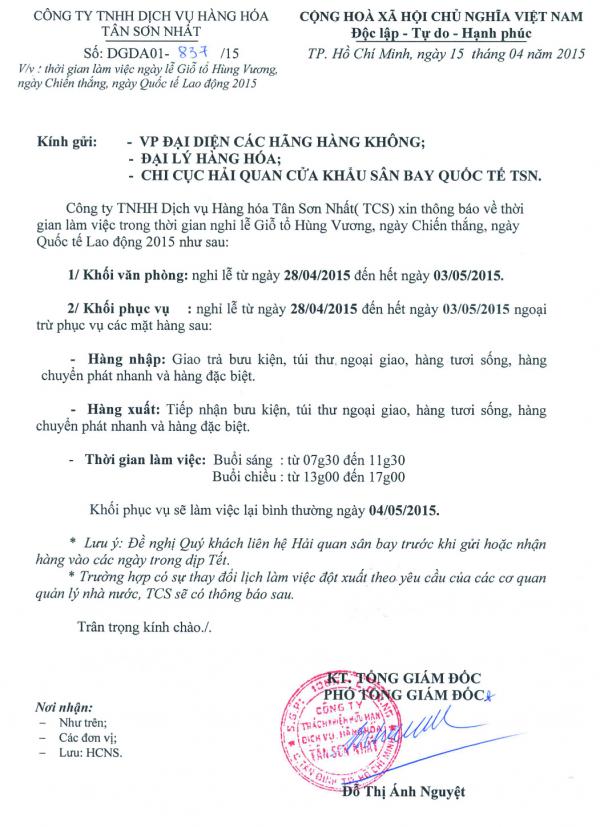 CÔNG TY TNHH DỊCH VỤ HÀNG HÓA
TÂN SƠN NHẤT
Số: DGDA01- 837 /15
V/v : thời gian làm việc ngày lễ Giỗ tổ Hùng Vương,
ngày Chiến thắng, ngày Quốc tế Lao động 2015
CỘNG HOÀ XÃ HỘI CHỦ NGHĨA VIỆT NAM
Độc lập - Tự do - Hạnh phúc
TP. Hồ Chí Minh, ngày 15 tháng 04 năm 2015
Kính gửi: - VP ĐẠI DIỆN CÁC HÃNG HÀNG KHÔNG;
- ĐẠI LÝ HÀNG HÓA;
- CHI CỤC HẢI QUAN CỬA KHẨU SÂN BAY QUỐC TẾ TSN.
Công ty TNHH Dịch vụ Hàng hóa Tân Sơn Nhất( TCS) xin thông báo về thời
gian làm việc trong thời gian nghỉ lễ Giỗ tổ Hùng Vương, ngày Chiến thắng, ngày
Quốc tế Lao động 2015 như sau:
1/ Khối văn phòng: nghỉ lễ từ ngày 28/04/2015 đến hết ngày 03/05/2015.
2/ Khối phục vụ : nghỉ lễ từ ngày 28/04/2015 đến hết ngày 03/05/2015 ngoại
trừ phục vụ các mặt hàng sau:
- Hàng nhập: Giao trả bưu kiện, túi thư ngoại giao, hàng tươi sống, hàng
chuyển phát nhanh và hàng đặc biệt.
- Hàng xuất: Tiếp nhận bưu kiện, túi thư ngoại giao, hàng tươi sống, hàng
chuyển phát nhanh và hàng đặc biệt.
- Thời gian làm việc: Buổi sáng : từ 07g30 đến 11g30
Buổi chiều : từ 13g00 đến 17g00
Khối phục vụ sẽ làm việc lại bình thường ngày 04/05/2015.
* Lưu ý: Đề nghị Quý khách liên hệ Hải quan sân bay trước khi gửi hoặc nhận
hàng vào các ngày trong dịp Tết.
* Trường hợp có sự thay đổi lịch làm việc đột xuất theo yêu cầu của các cơ quan
quản lý nhà nước, TCS sẽ có thông báo sau.
Trân trọng kính chào./.
KT. TỔNG GIÁM ĐỐC
PHÓ TỔNG GIÁM ĐỐC
CÔNG TY
TRÁCH NHIỆM HỮU HẠN
DỊCH VỤ HÀNG HÓA
TÂN SƠN NHẤT
Q. TÂN BÌNH T.P. HỒ CHÍ MINH
Đỗ Thị Ánh Nguyệt
Nơi nhận:
– Như trên;
– Các đơn vị;
– Lưu: HCNS.